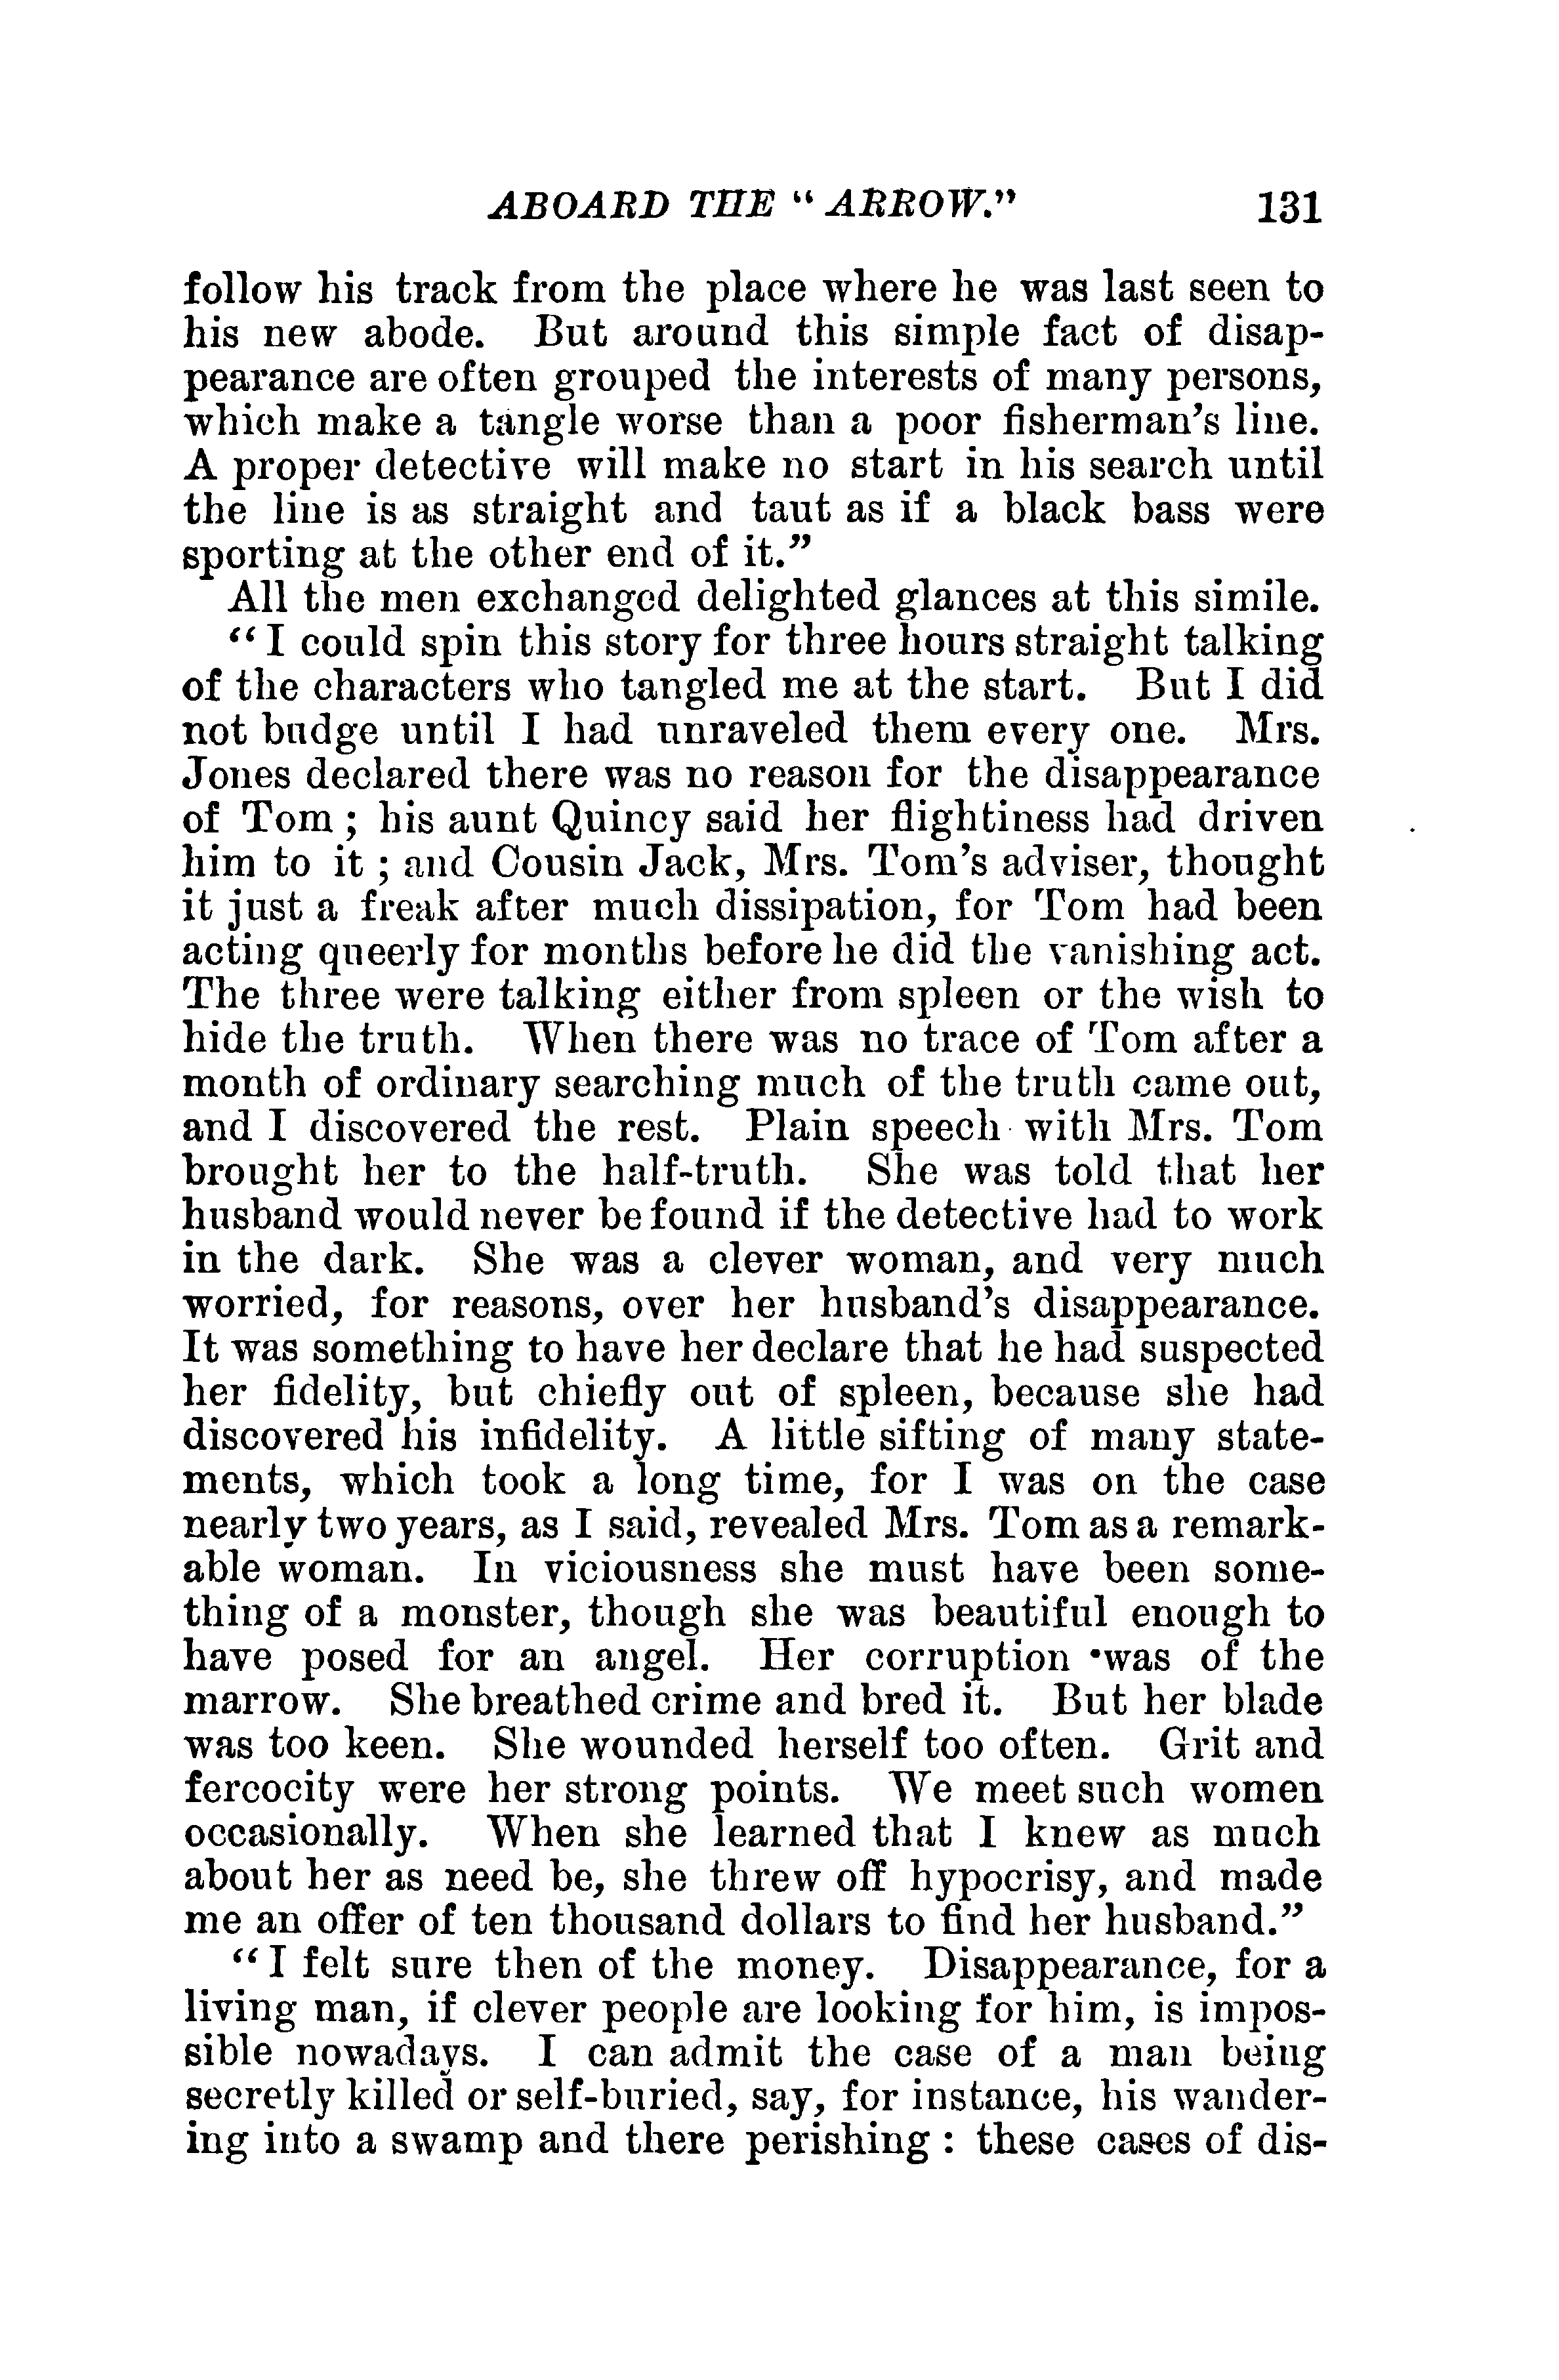 ABOARD THE "ARROW." 131
follow his track from the place where he was last seen to
his new abode. But around this simple fact of disap-
pearance are often grouped the interests of many persons,
which make a tangle worse than a poor fisherman's line.
A proper detective will make no start in his search until
the line is as straight and taut as if a black bass were
sporting at the other end of it."
All the men exchanged delighted glances at this simile.
"I could spin this story for three hours straight talking
of the characters who tangled me at the start. But I did
not budge until I had unraveled them every one. Mrs.
Jones declared there was no reason for the disappearance
of Tom; his aunt Quincy said her flightiness had driven
him to it; and Cousin Jack, Mrs. Tom's adviser, thought
it just a freak after much dissipation, for Tom had been
acting queerly for months before he did the vanishing act.
The three were talking either from spleen or the wish to
hide the truth. When there was no trace of Tom after a
month of ordinary searching much of the truth came out,
and I discovered the rest. Plain speech with Mrs. Tom
brought her to the half-truth. She was told that her
husband would never be found if the detective had to work
in the dark. She was a clever woman, and very much
worried, for reasons, over her husband's disappearance.
It was something to have her declare that he had suspected
her fidelity, but chiefly out of spleen, because she had
discovered his infidelity. A little sifting of many state-
ments, which took a long time, for I was on the case
nearly two years, as I said, revealed Mrs. Tom as a remark-
able woman. In viciousness she must have been some-
thing of a monster, though she was beautiful enough to
have posed for an angel. Her corruption was of the
marrow. She breathed crime and bred it. But her blade
was too keen. She wounded herself too often. Grit and
fercocity were her strong points. We meet such women
occasionally. When she learned that I knew as much
about her as need be, she threw off hypocrisy, and made
me an offer of ten thousand dollars to find her husband."
"I felt sure then of the money. Disappearance, for a
living man, if clever people are looking for him, is impos-
sible nowadays. I can admit the case of a man being
secretly killed or self-buried, say, for instance, his wander-
ing into a swamp and there perishing: these cases of dis-